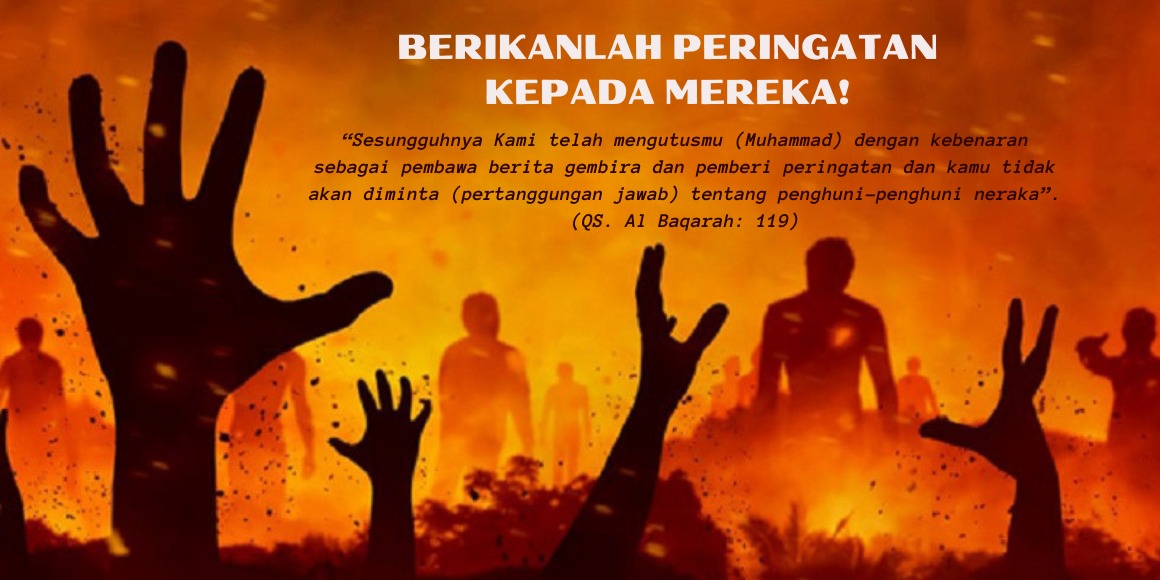 BERIKANLAH PERINGATAN
KEPADA MEREKA!
“Sesungguhnya Kami telah mengutusmu (Muhammad) dengan kebenaran
sebagai pembawa berita gembira dan pemberi peringatan dan kamu tidak
akan diminta (pertanggungan jawab) tentang penghuni-penghuni neraka”.
(QS. Al Baqarah: 119)